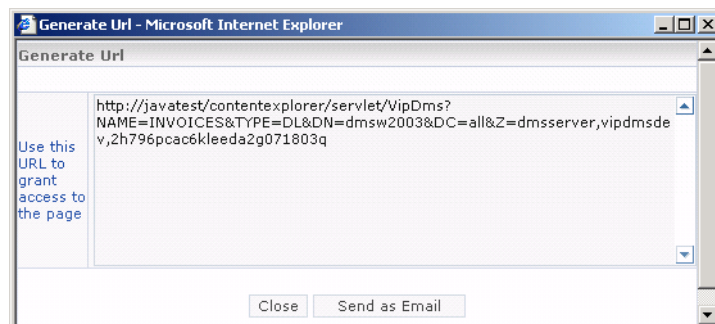 Generate Url - Microsoft Internet Explorer
Generate Url
http://javatest/contentexplorer/servlet/VipDms?
NAME=INVOICES&TYPE=DL&DN=dmsw2003&DC=all&Z=dmsserver,vipdmsde
v,2h796pcac6kleeda2g071803q
Use this
URL to
grant
access to
the page
Close Send as Email